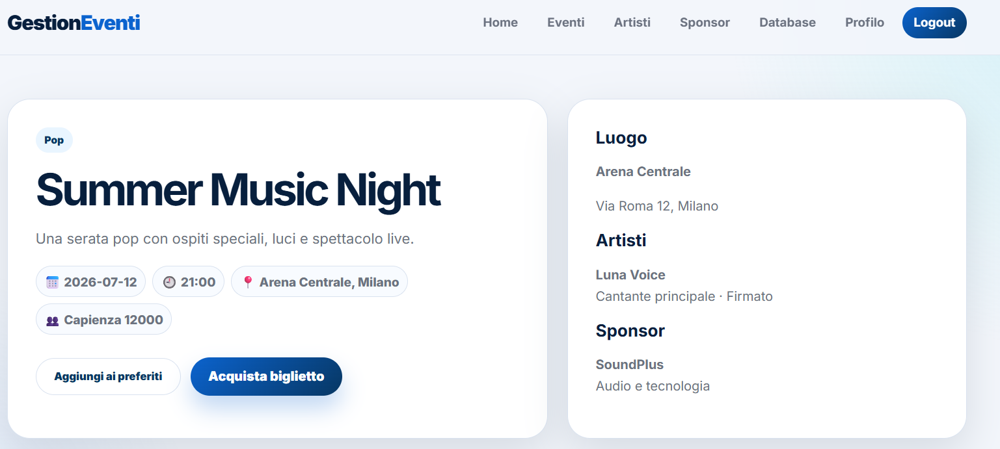 GestionEventi
Home
Eventi
Artisti
Sponsor
Database
Profilo
Logout
Pop
Summer Music Night
Una serata pop con ospiti speciali, luci e spettacolo live.
2026-07-12
21:00
Arena Centrale, Milano
Capienza 12000
Aggiungi ai preferiti
Acquista biglietto
Luogo
Arena Centrale
Via Roma 12, Milano
Artisti
Luna Voice
Cantante principale · Firmato
Sponsor
SoundPlus
Audio e tecnologia